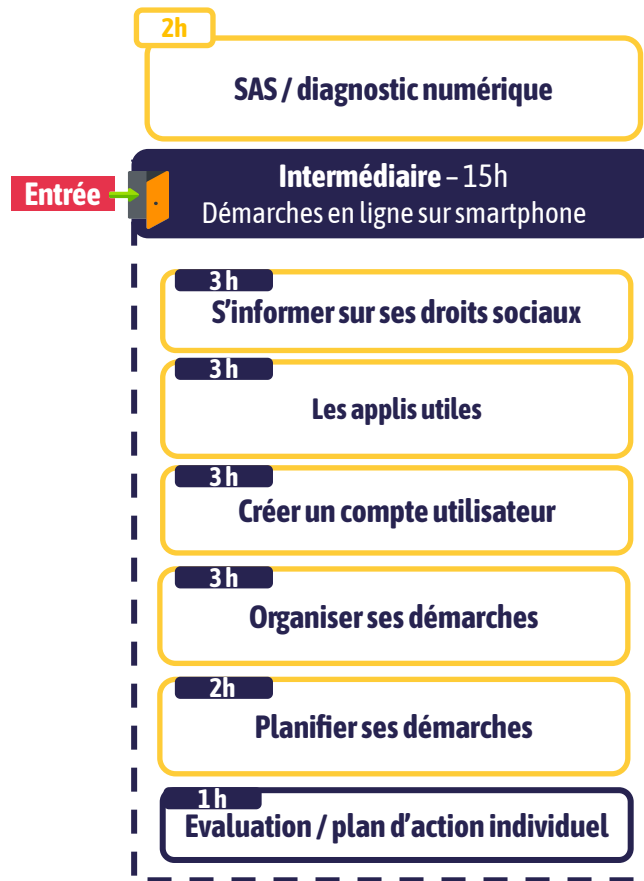 2h
SAS / diagnostic numérique
Entrée
Intermédiaire – 15h
Démarches en ligne sur smartphone
3 h
S'informer sur ses droits sociaux
3 h
Les applis utiles
3 h
Créer un compte utilisateur
3 h
Organiser ses démarches
2h
Planifier ses démarches
1 h
Evaluation / plan d'action individuel